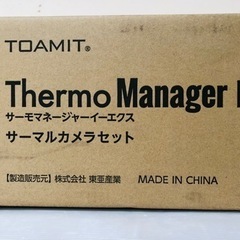 TOAMIT®
Thermo Manager
サーモマネージャーイーエクス
サーマルカメラセット
【製造販売元】株式会社 東亜産業
MADE IN CHINA